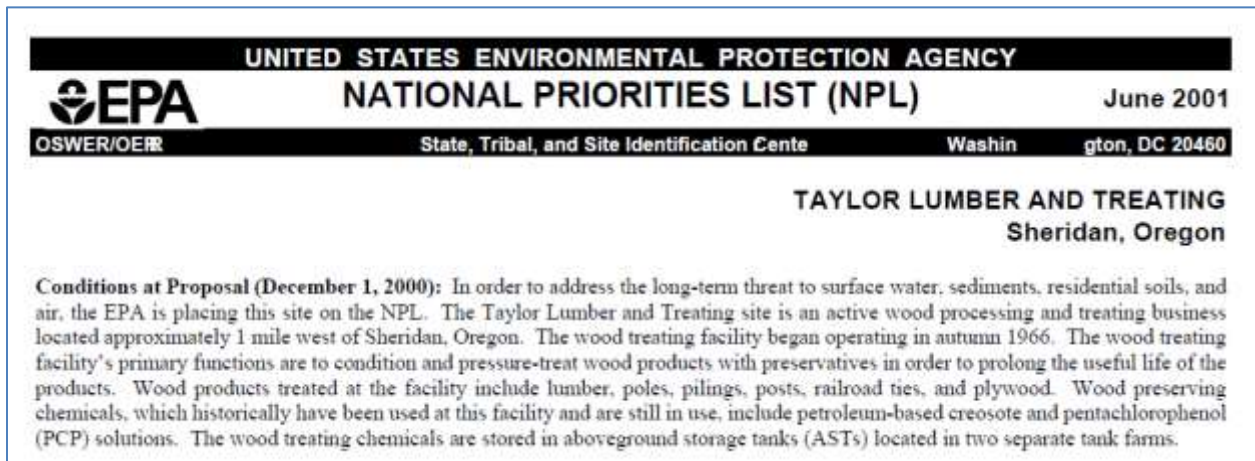 UNITED STATES ENVIRONMENTAL PROTECTION AGENCY
EPA
NATIONAL PRIORITIES LIST (NPL)
June 2001
OSWER/OERR State, Tribal, and Site Identification Cente Washin gton, DC 20460
TAYLOR LUMBER AND TREATING
Sheridan, Oregon
Conditions at Proposal (December 1, 2000): In order to address the long-term threat to surface water, sediments, residential soils, and
air, the EPA is placing this site on the NPL. The Taylor Lumber and Treating site is an active wood processing and treating business
located approximately 1 mile west of Sheridan, Oregon. The wood treating facility began operating in autumn 1966. The wood treating
facility's primary functions are to condition and pressure-treat wood products with preservatives in order to prolong the useful life of the
products. Wood products treated at the facility include lumber, poles, pilings, posts, railroad ties, and plywood. Wood preserving
chemicals, which historically have been used at this facility and are still in use, include petroleum-based creosote and pentachlorophenol
(PCP) solutions. The wood treating chemicals are stored in aboveground storage tanks (ASTs) located in two separate tank farms.